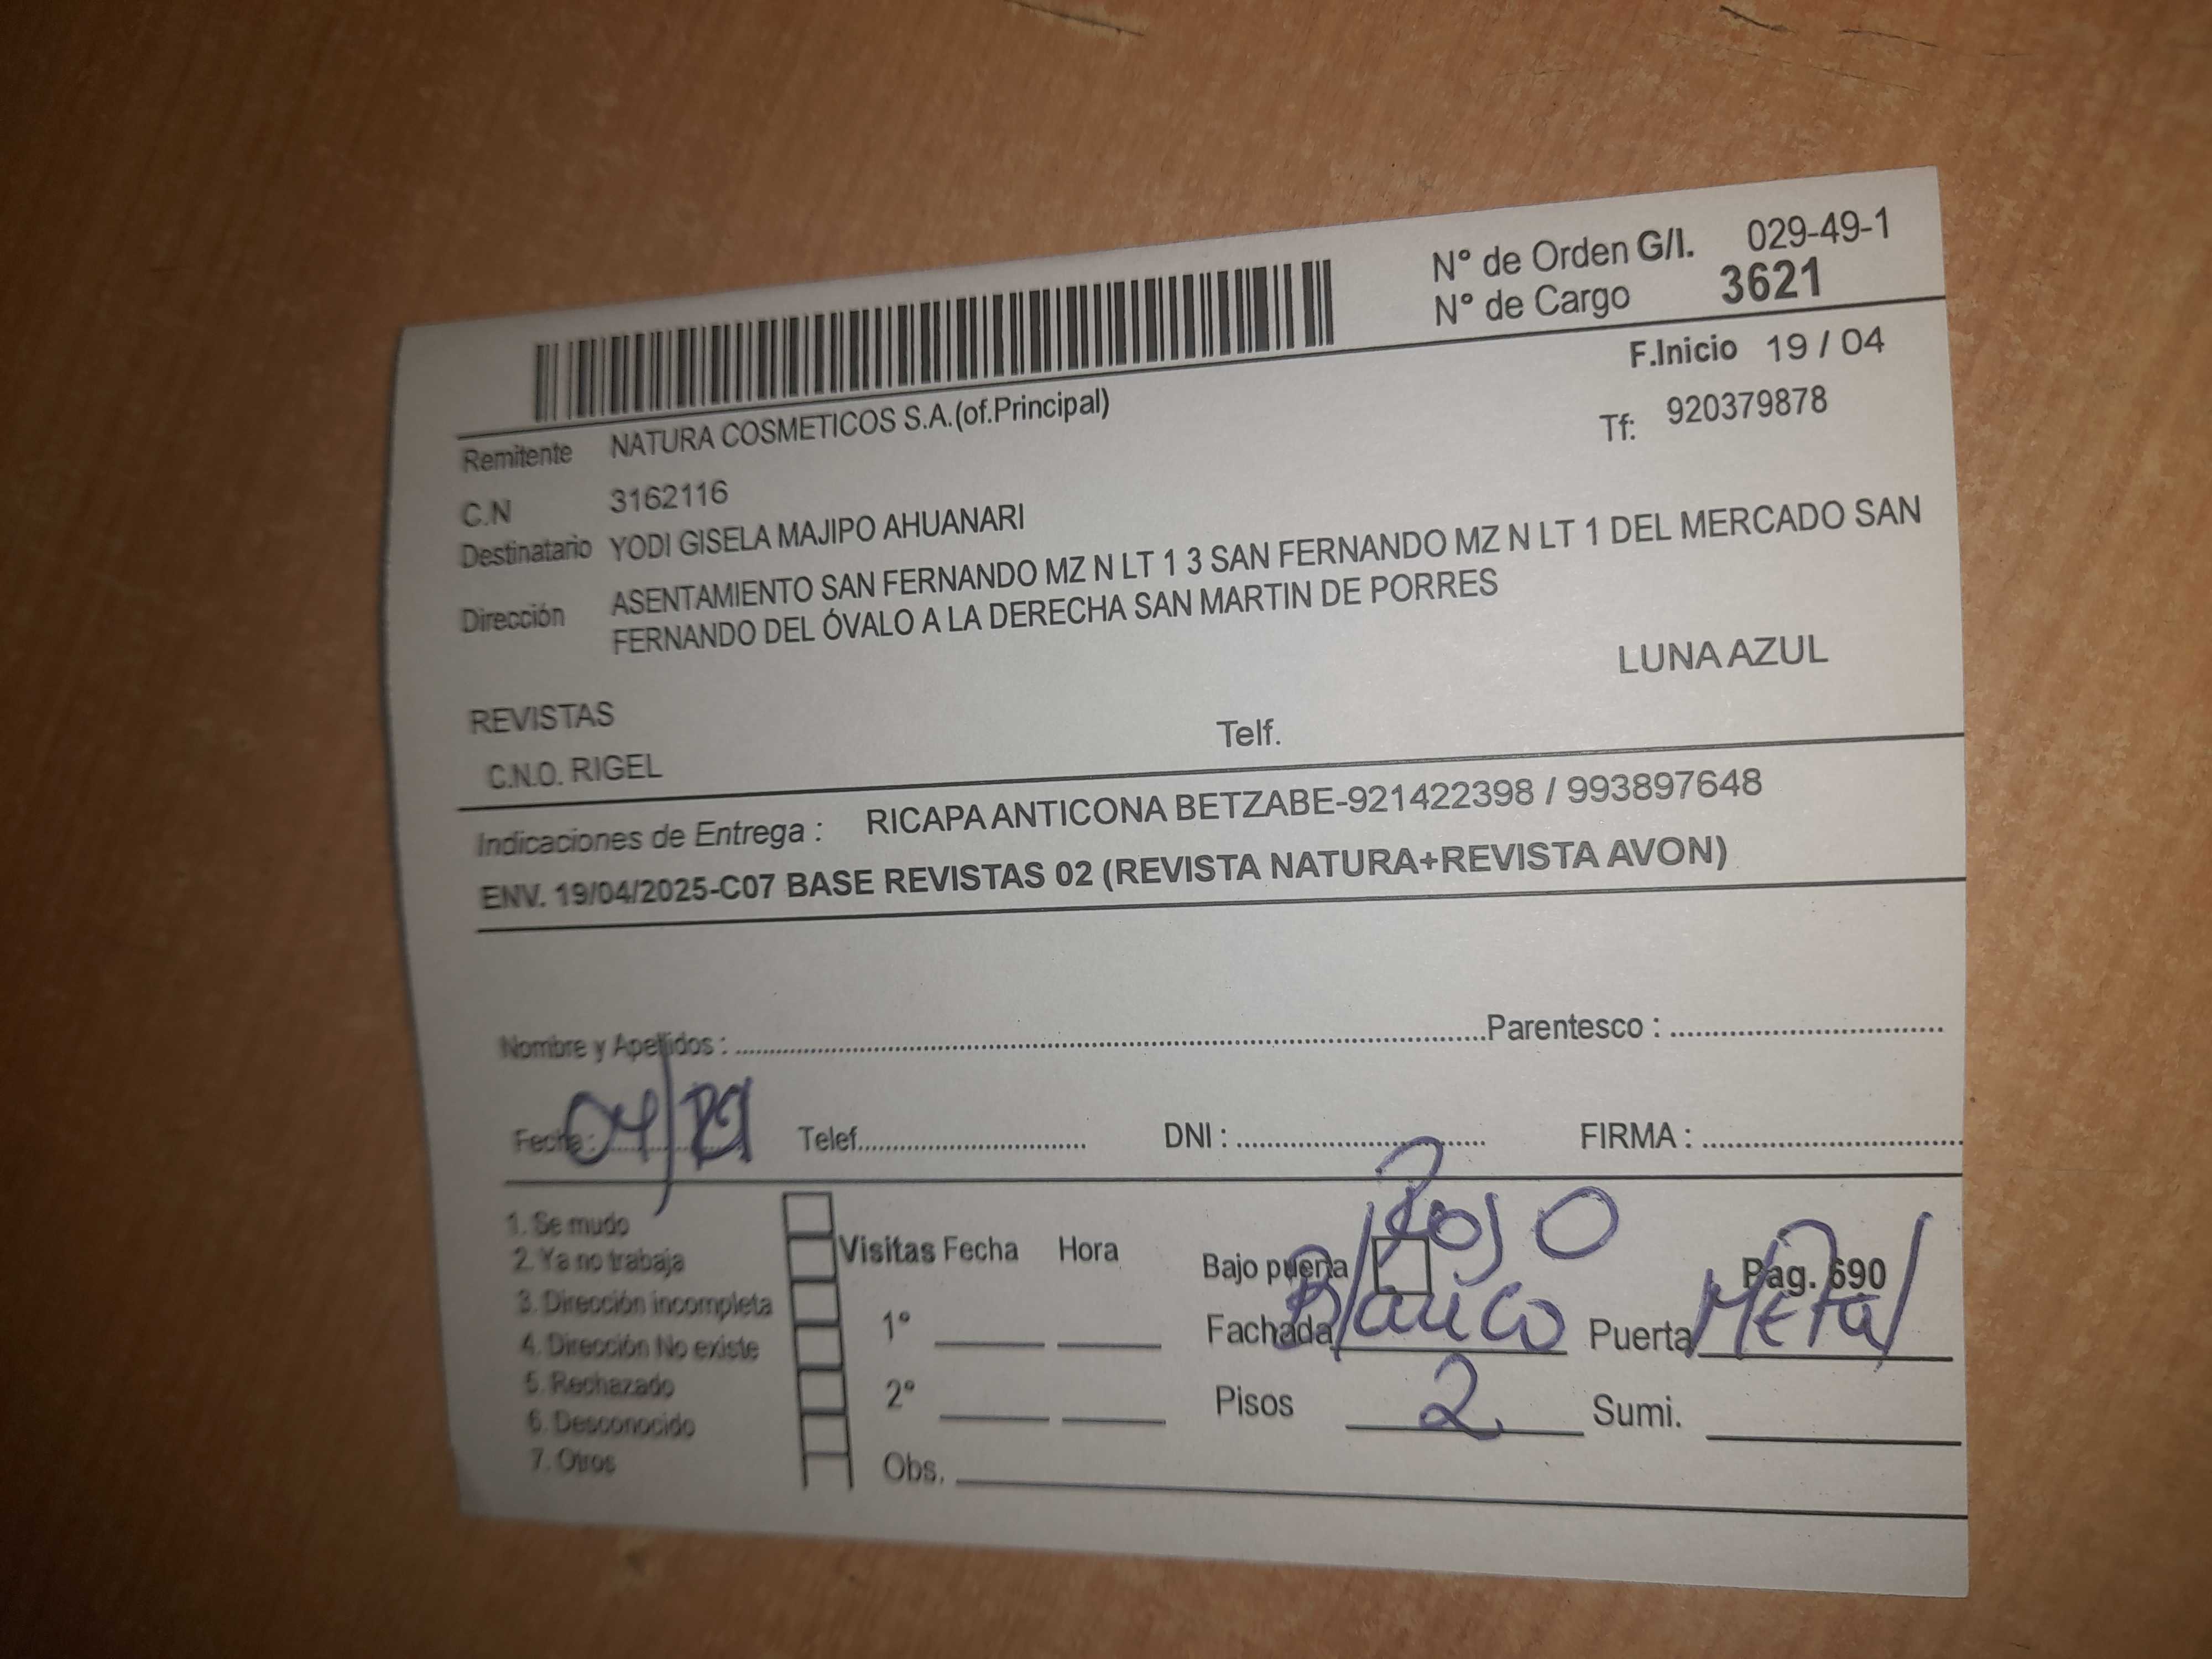 N° de Orden G/I. 029-49-1
N° de Cargo 3621
F.Inicio 19 / 04
Remitente NATURA COSMETICOS S.A.(of.Principal)
Tf: 920379878
C.N 3162116
Destinatario YODI GISELA MAJIPO AHUANARI
Dirección ASENTAMIENTO SAN FERNANDO MZ N LT 1 3 SAN FERNANDO MZ N LT 1 DEL MERCADO SAN
FERNANDO DEL ÓVALO A LA DERECHA SAN MARTIN DE PORRES
LUNA AZUL
REVISTAS
C.N.O. RIGEL Telf.
Indicaciones de Entrega : RICAPA ANTICONA BETZABE-921422398 / 993897648
ENV. 19/04/2025-C07 BASE REVISTAS 02 (REVISTA NATURA+REVISTA AVON)
Nombre y Apellidos : Parentesco :
Fecha : Telef. DNI : FIRMA :
1. Se mudo
2. Ya no trabaja
3. Dirección incompleta
4. Dirección No existe
5. Rechazado
6. Desconocido
7. Otros
Visitas Fecha Hora
1°
2°
Obs.
Bajo puerta Pag. 690
Fachada Blanco Puerta Metal
Pisos 2 Sumi.